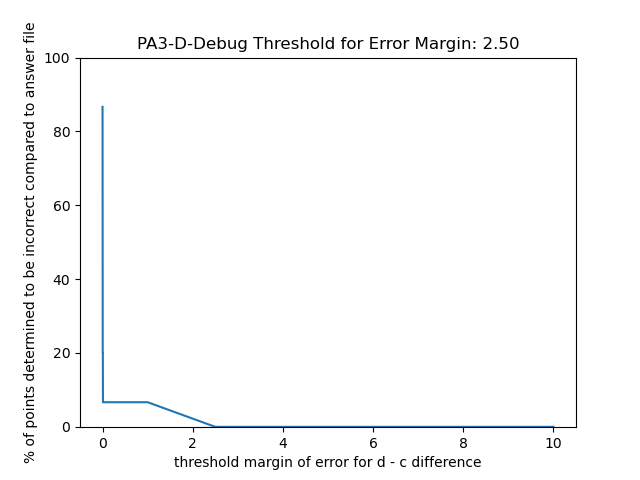 PA3-D-Debug Threshold for Error Margin: 2.50
% of points determined to be incorrect compared to answer file
100
80
60
40
20
0
0 2 4 6 8 10
threshold margin of error for d - c difference